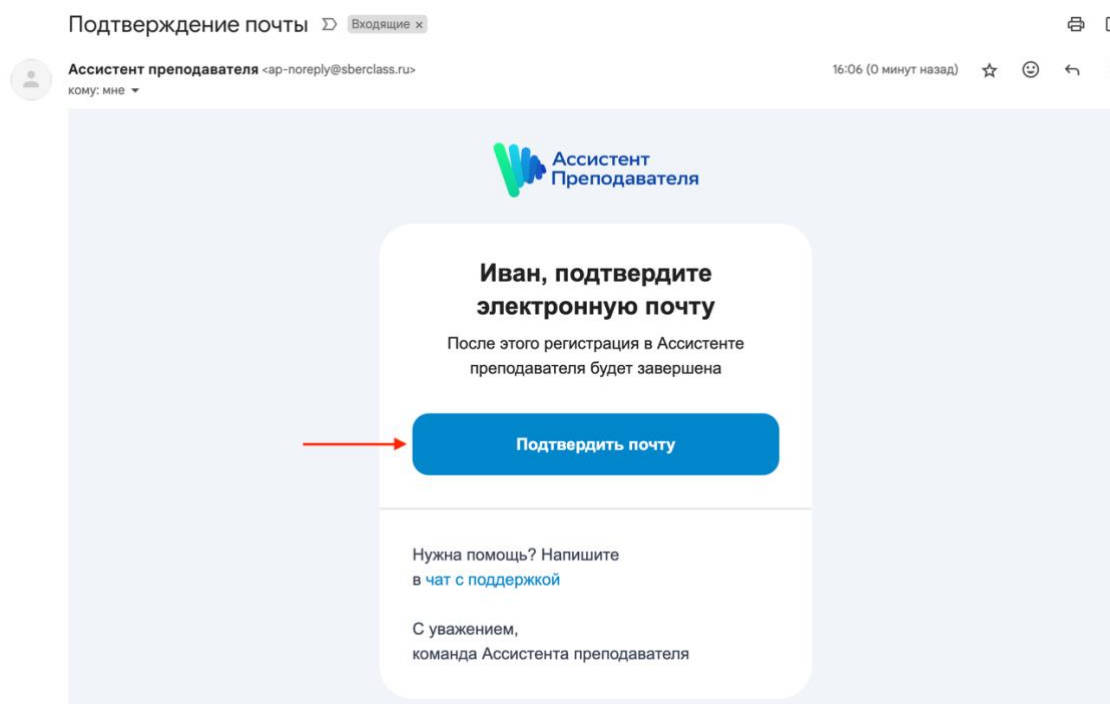 Подтверждение почты Входящие ×
Ассистент преподавателя <ap-noreply@sberclass.ru> 16:06 (0 минут назад)
кому: мне
Ассистент
Преподавателя
Иван, подтвердите
электронную почту
После этого регистрация в Ассистенте
преподавателя будет завершена
Подтвердить почту
Нужна помощь? Напишите
в чат с поддержкой
С уважением,
команда Ассистента преподавателя